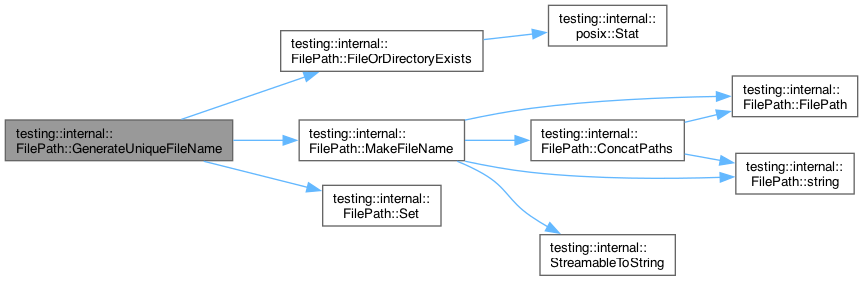 testing::internal::
FilePath::GenerateUniqueFileName
testing::internal::
FilePath::FileOrDirectoryExists
testing::internal::
posix::Stat
testing::internal::
FilePath::MakeFileName
testing::internal::
FilePath::ConcatPaths
testing::internal::
FilePath::FilePath
testing::internal::
FilePath::string
testing::internal::
FilePath::Set
testing::internal::
StreamableToString